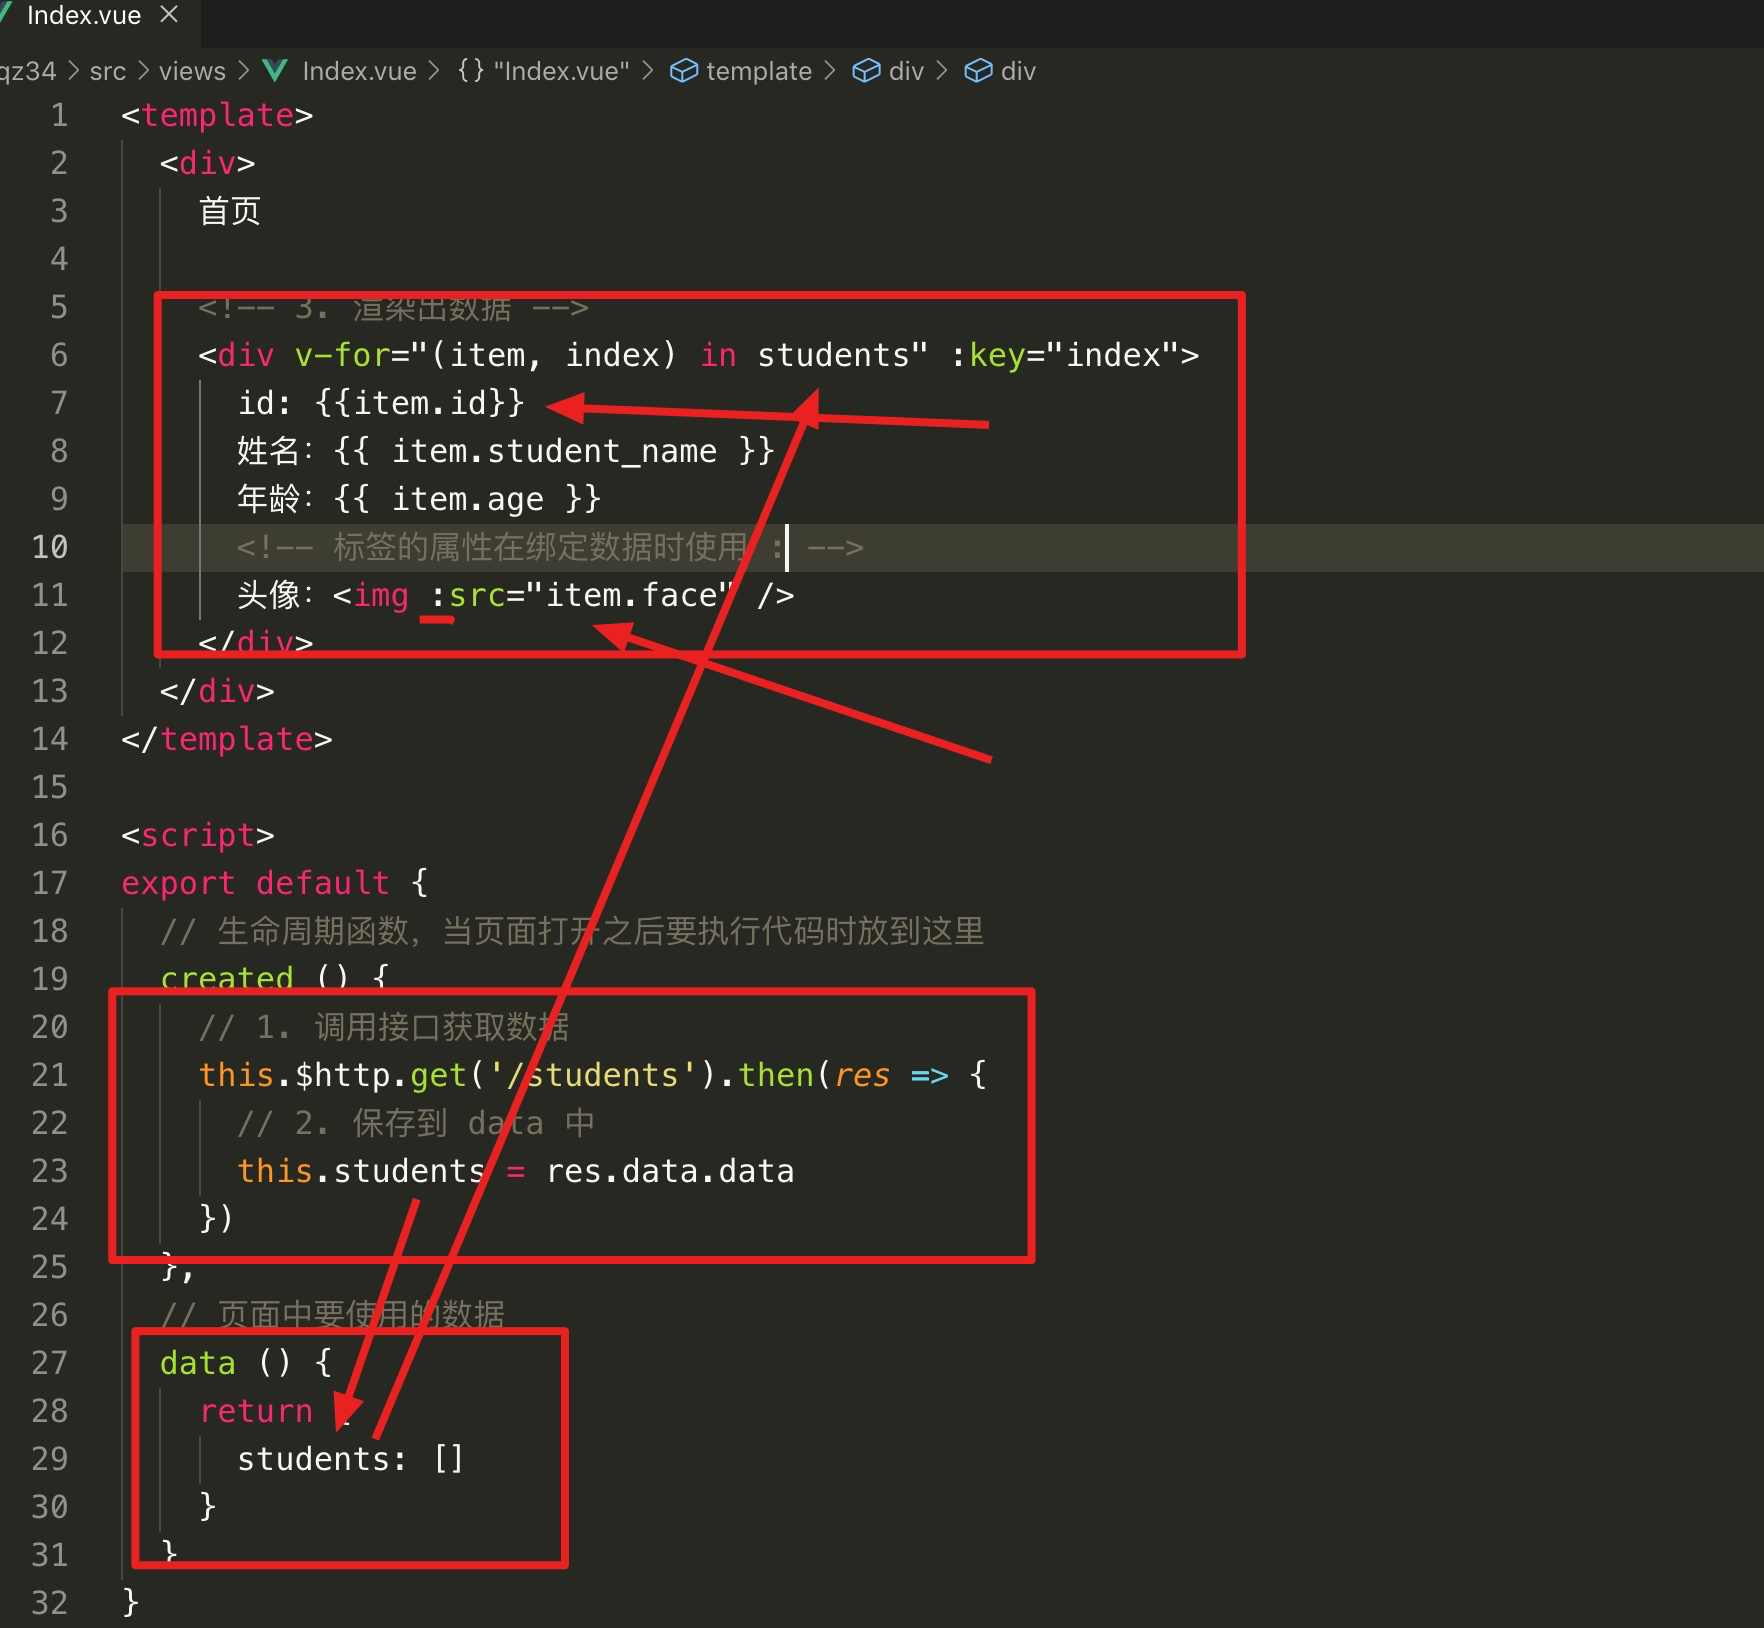 Index.vue
qz34 > src > views > Index.vue > {} "Index.vue" > template > div > div
1 <template>
2 <div>
3 首页
4
5 <!-- 3. 渲染出数据 -->
6 <div v-for="(item, index) in students" :key="index">
7 id: {{item.id}}
8 姓名：{{ item.student_name }}
9 年龄：{{ item.age }}
10 <!-- 标签的属性在绑定数据时使用 : -->
11 头像：<img :src="item.face" />
12 </div>
13 </div>
14 </template>
15
16 <script>
17 export default {
18 // 生命周期函数，当页面打开之后要执行代码时放到这里
19 created () {
20 // 1. 调用接口获取数据
21 this.$http.get('/students').then(res => {
22 // 2. 保存到 data 中
23 this.students = res.data.data
24 })
25 },
26 // 页面中要使用的数据
27 data () {
28 return {
29 students: []
30 }
31 }
32 }